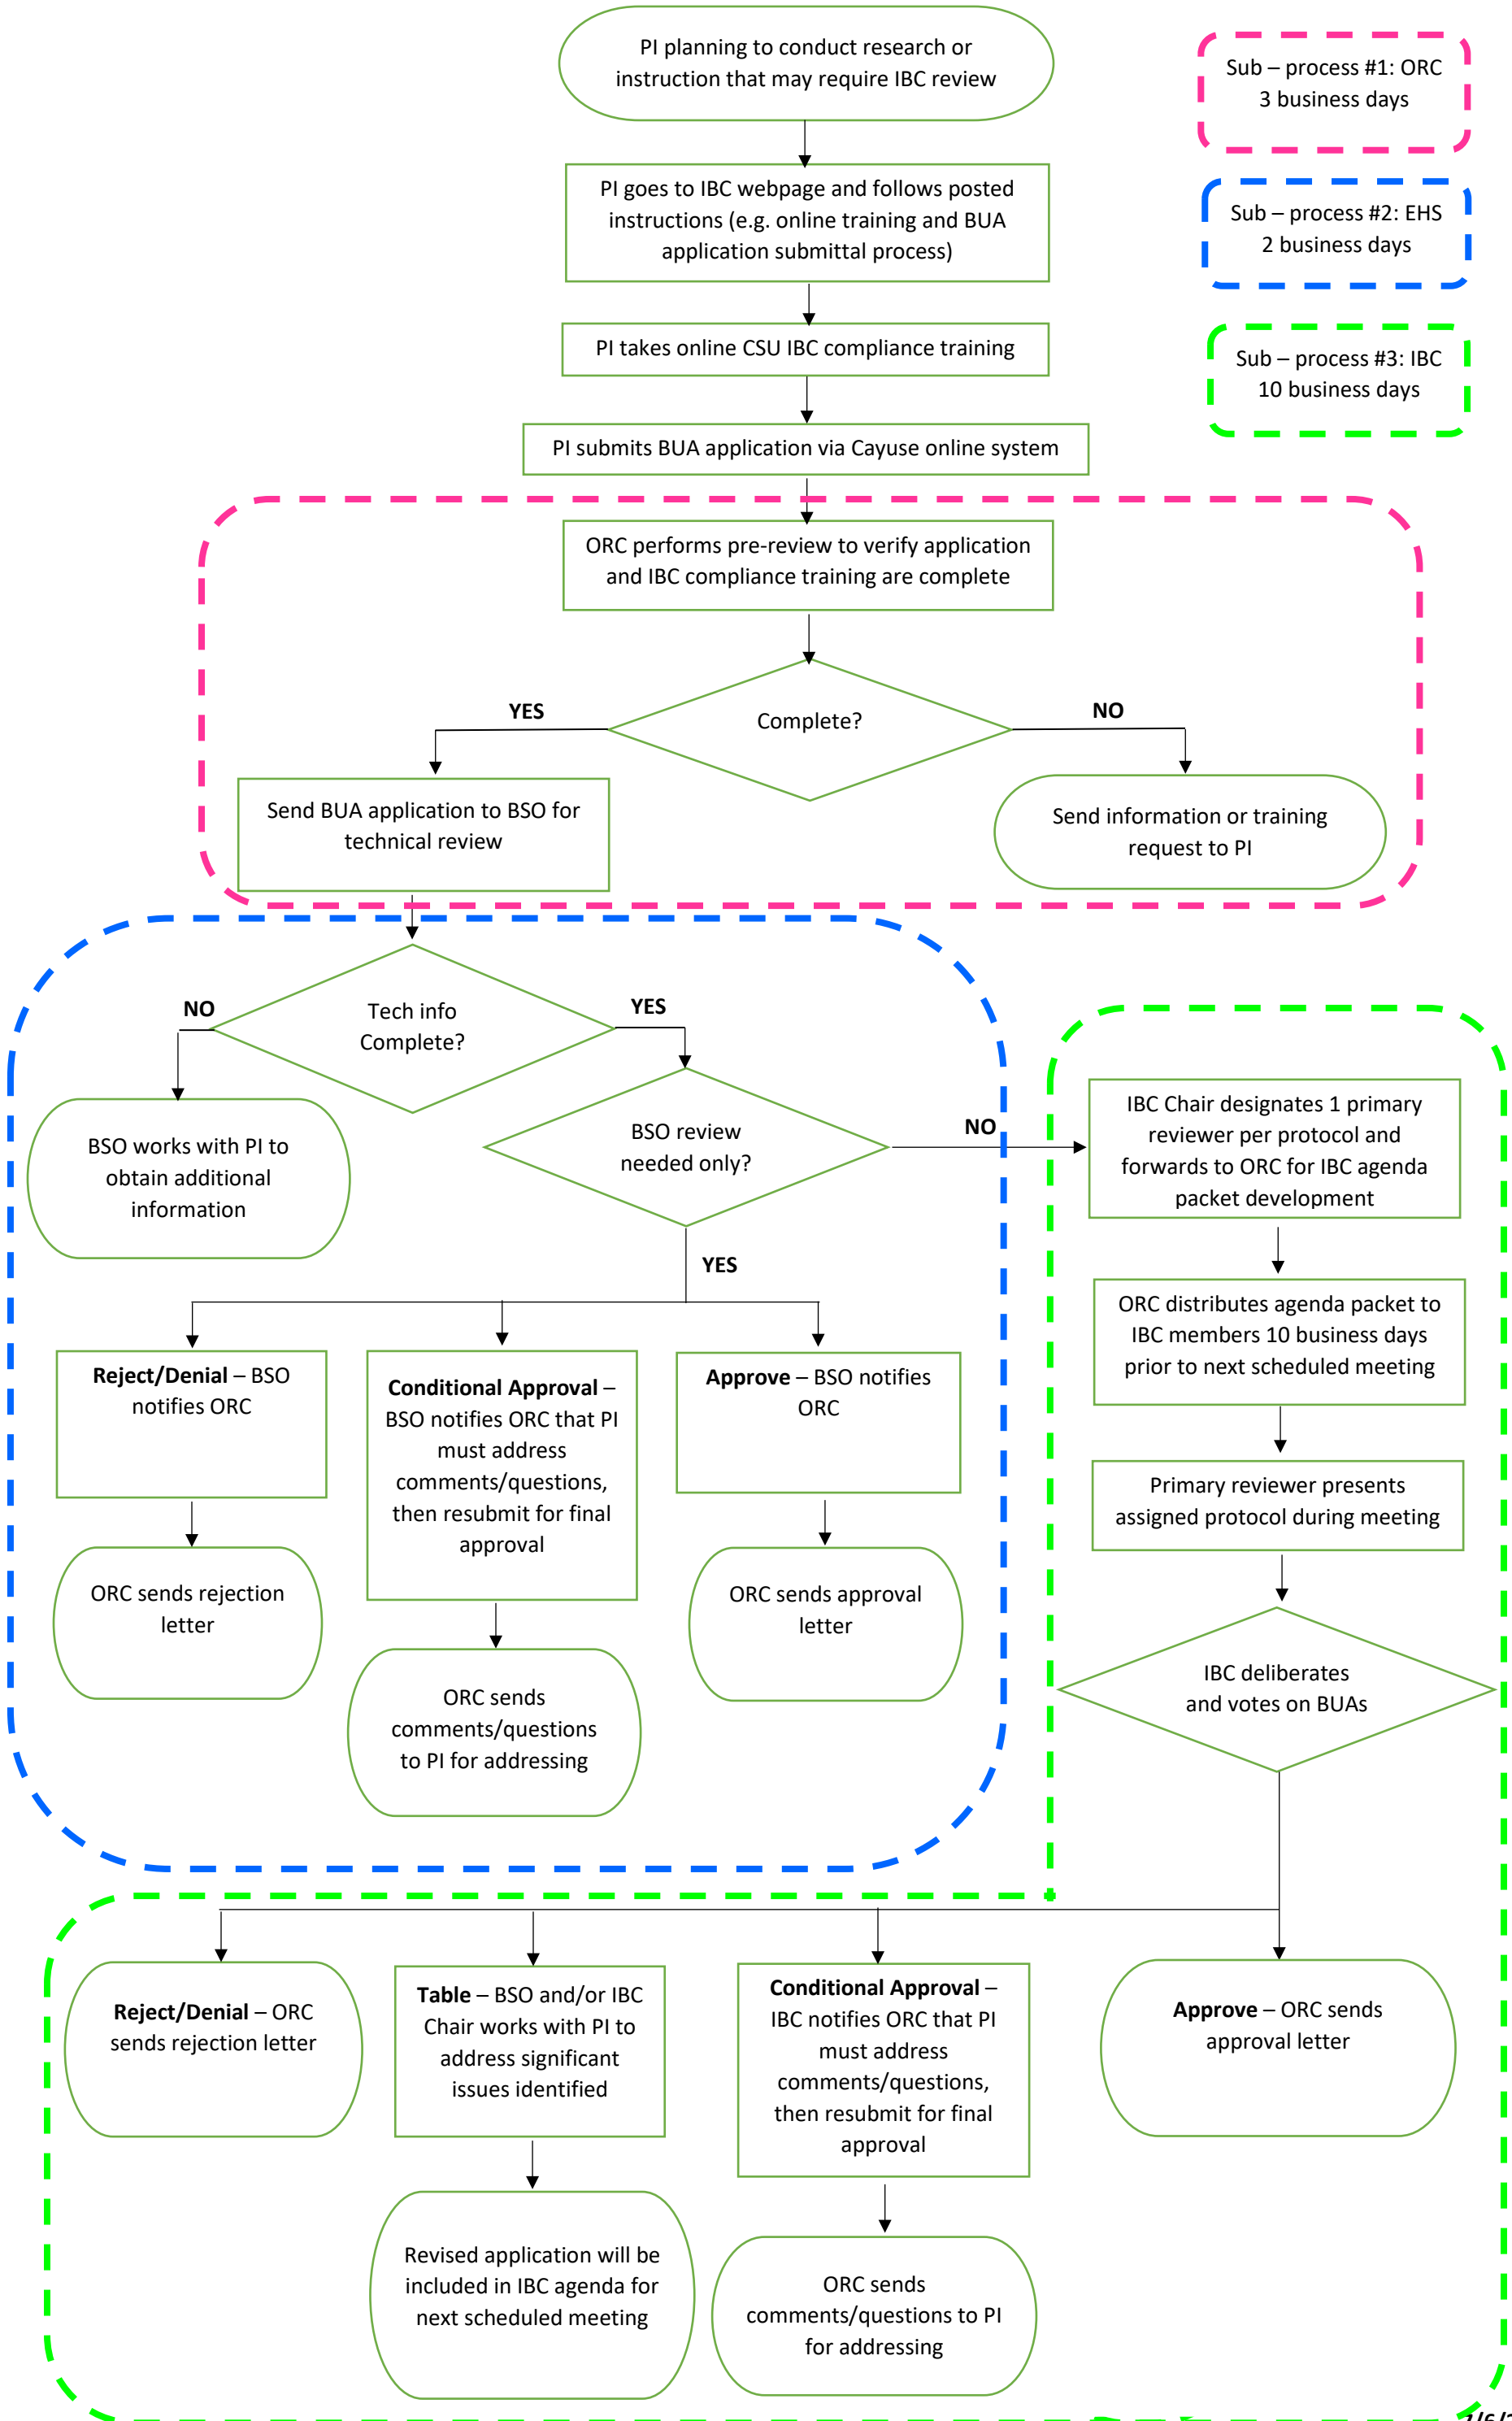 PI planning to conduct research or
instruction that may require IBC review
Sub – process #1: ORC
3 business days
PI goes to IBC webpage and follows posted
instructions (e.g. online training and BUA
application submittal process)
Sub – process #2: EHS
2 business days
PI takes online CSU IBC compliance training
Sub – process #3: IBC
10 business days
PI submits BUA application via Cayuse online system
ORC performs pre-review to verify application
and IBC compliance training are complete
YES
Complete?
NO
Send BUA application to BSO for
technical review
Send information or training
request to PI
NO
Tech info
Complete?
YES
BSO works with PI to
obtain additional
information
BSO review
needed only?
NO
IBC Chair designates 1 primary
reviewer per protocol and
forwards to ORC for IBC agenda
packet development
YES
ORC distributes agenda packet to
IBC members 10 business days
prior to next scheduled meeting
Reject/Denial – BSO
notifies ORC
Conditional Approval –
BSO notifies ORC that PI
must address
comments/questions,
then resubmit for final
approval
Approve – BSO notifies
ORC
Primary reviewer presents
assigned protocol during meeting
ORC sends rejection
letter
ORC sends approval
letter
IBC deliberates
and votes on BUAs
ORC sends
comments/questions
to PI for addressing
Reject/Denial – ORC
sends rejection letter
Table – BSO and/or IBC
Chair works with PI to
address significant
issues identified
Conditional Approval –
IBC notifies ORC that PI
must address
comments/questions,
then resubmit for final
approval
Approve – ORC sends
approval letter
Revised application will be
included in IBC agenda for
next scheduled meeting
ORC sends
comments/questions to PI
for addressing